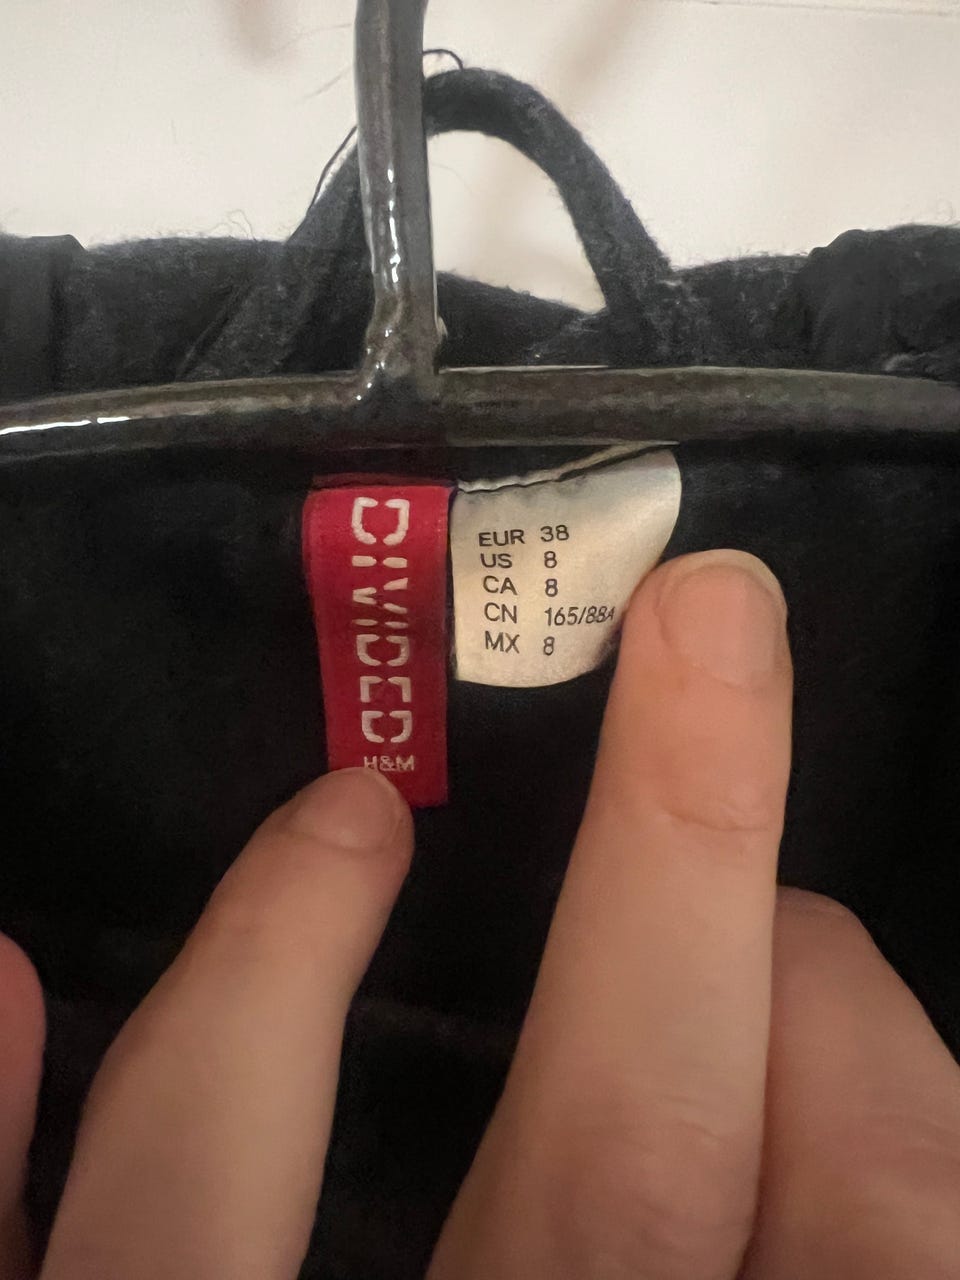 DIVIDED
H&M
EUR 38
US 8
CA 8
CN 165/88A
MX 8